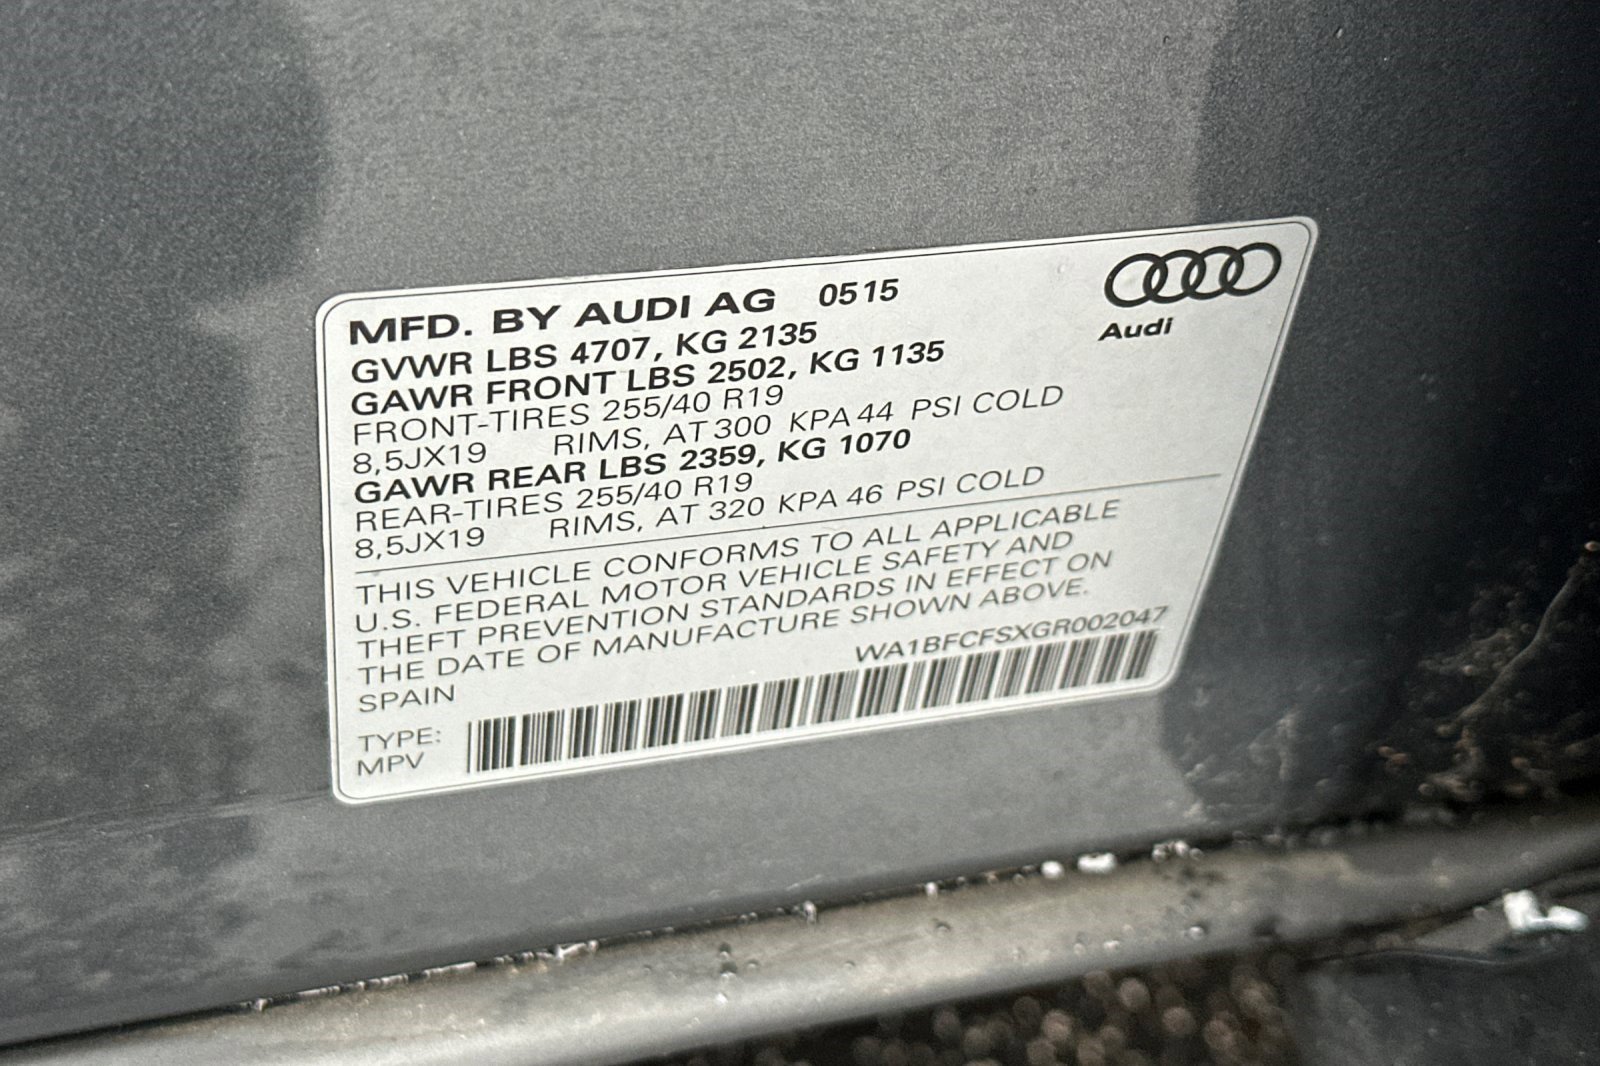 MFD. BY AUDI AG 0515
Audi
GVWR LBS 4707, KG 2135
GAWR FRONT LBS 2502, KG 1135
FRONT-TIRES 255/40 R19
8,5JX19 RIMS, AT 300 KPA 44 PSI COLD
GAWR REAR LBS 2359, KG 1070
REAR-TIRES 255/40 R19
8,5JX19 RIMS, AT 320 KPA 46 PSI COLD
THIS VEHICLE CONFORMS TO ALL APPLICABLE
U.S. FEDERAL MOTOR VEHICLE SAFETY AND
THEFT PREVENTION STANDARDS IN EFFECT ON
THE DATE OF MANUFACTURE SHOWN ABOVE.
SPAIN WA1BFCFSXGR002047
TYPE:
MPV